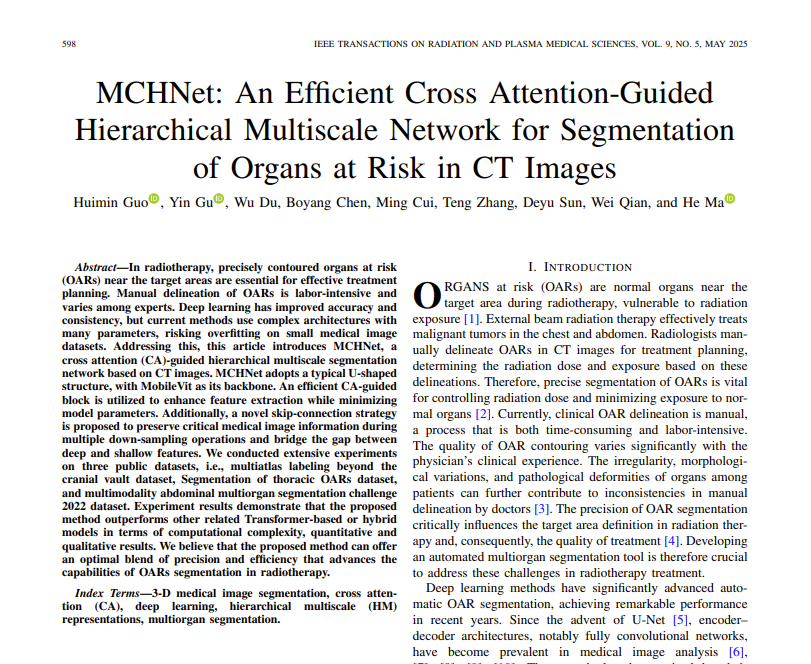 598
IEEE TRANSACTIONS ON RADIATION AND PLASMA MEDICAL SCIENCES, VOL. 9, NO. 5, MAY 2025
MCHNet: An Efficient Cross Attention-Guided
Hierarchical Multiscale Network for Segmentation
of Organs at Risk in CT Images
Huimin Guo, Yin Gu, Wu Du, Boyang Chen, Ming Cui, Teng Zhang, Deyu Sun, Wei Qian, and He Ma
Abstract—In radiotherapy, precisely contoured organs at risk
(OARs) near the target areas are essential for effective treatment
planning. Manual delineation of OARs is labor-intensive and
varies among experts. Deep learning has improved accuracy and
consistency, but current methods use complex architectures with
many parameters, risking overfitting on small medical image
datasets. Addressing this, this article introduces MCHNet, a
cross attention (CA)-guided hierarchical multiscale segmentation
network based on CT images. MCHNet adopts a typical U-shaped
structure, with MobileVit as its backbone. An efficient CA-guided
block is utilized to enhance feature extraction while minimizing
model parameters. Additionally, a novel skip-connection strategy
is proposed to preserve critical medical image information during
multiple down-sampling operations and bridge the gap between
deep and shallow features. We conducted extensive experiments
on three public datasets, i.e., multiatlas labeling beyond the
cranial vault dataset, Segmentation of thoracic OARs dataset,
and multimodality abdominal multiorgan segmentation challenge
2022 dataset. Experiment results demonstrate that the proposed
method outperforms other related Transformer-based or hybrid
models in terms of computational complexity, quantitative and
qualitative results. We believe that the proposed method can offer
an optimal blend of precision and efficiency that advances the
capabilities of OARs segmentation in radiotherapy.
Index Terms—3-D medical image segmentation, cross atten-
tion (CA), deep learning, hierarchical multiscale (HM)
representations, multiorgan segmentation.
I. INTRODUCTION
ORGANS at risk (OARs) are normal organs near the
target area during radiotherapy, vulnerable to radiation
exposure [1]. External beam radiation therapy effectively treats
malignant tumors in the chest and abdomen. Radiologists man-
ually delineate OARs in CT images for treatment planning,
determining the radiation dose and exposure based on these
delineations. Therefore, precise segmentation of OARs is vital
for controlling radiation dose and minimizing exposure to nor-
mal organs [2]. Currently, clinical OAR delineation is manual,
a process that is both time-consuming and labor-intensive.
The quality of OAR contouring varies significantly with the
physician's clinical experience. The irregularity, morphologi-
cal variations, and pathological deformities of organs among
patients can further contribute to inconsistencies in manual
delineation by doctors [3]. The precision of OAR segmentation
critically influences the target area definition in radiation ther-
apy and, consequently, the quality of treatment [4]. Developing
an automated multiorgan segmentation tool is therefore crucial
to address these challenges in radiotherapy treatment.
Deep learning methods have significantly advanced auto-
matic OAR segmentation, achieving remarkable performance
in recent years. Since the advent of U-Net [5], encoder–
decoder architectures, notably fully convolutional networks,
have become prevalent in medical image analysis [6],